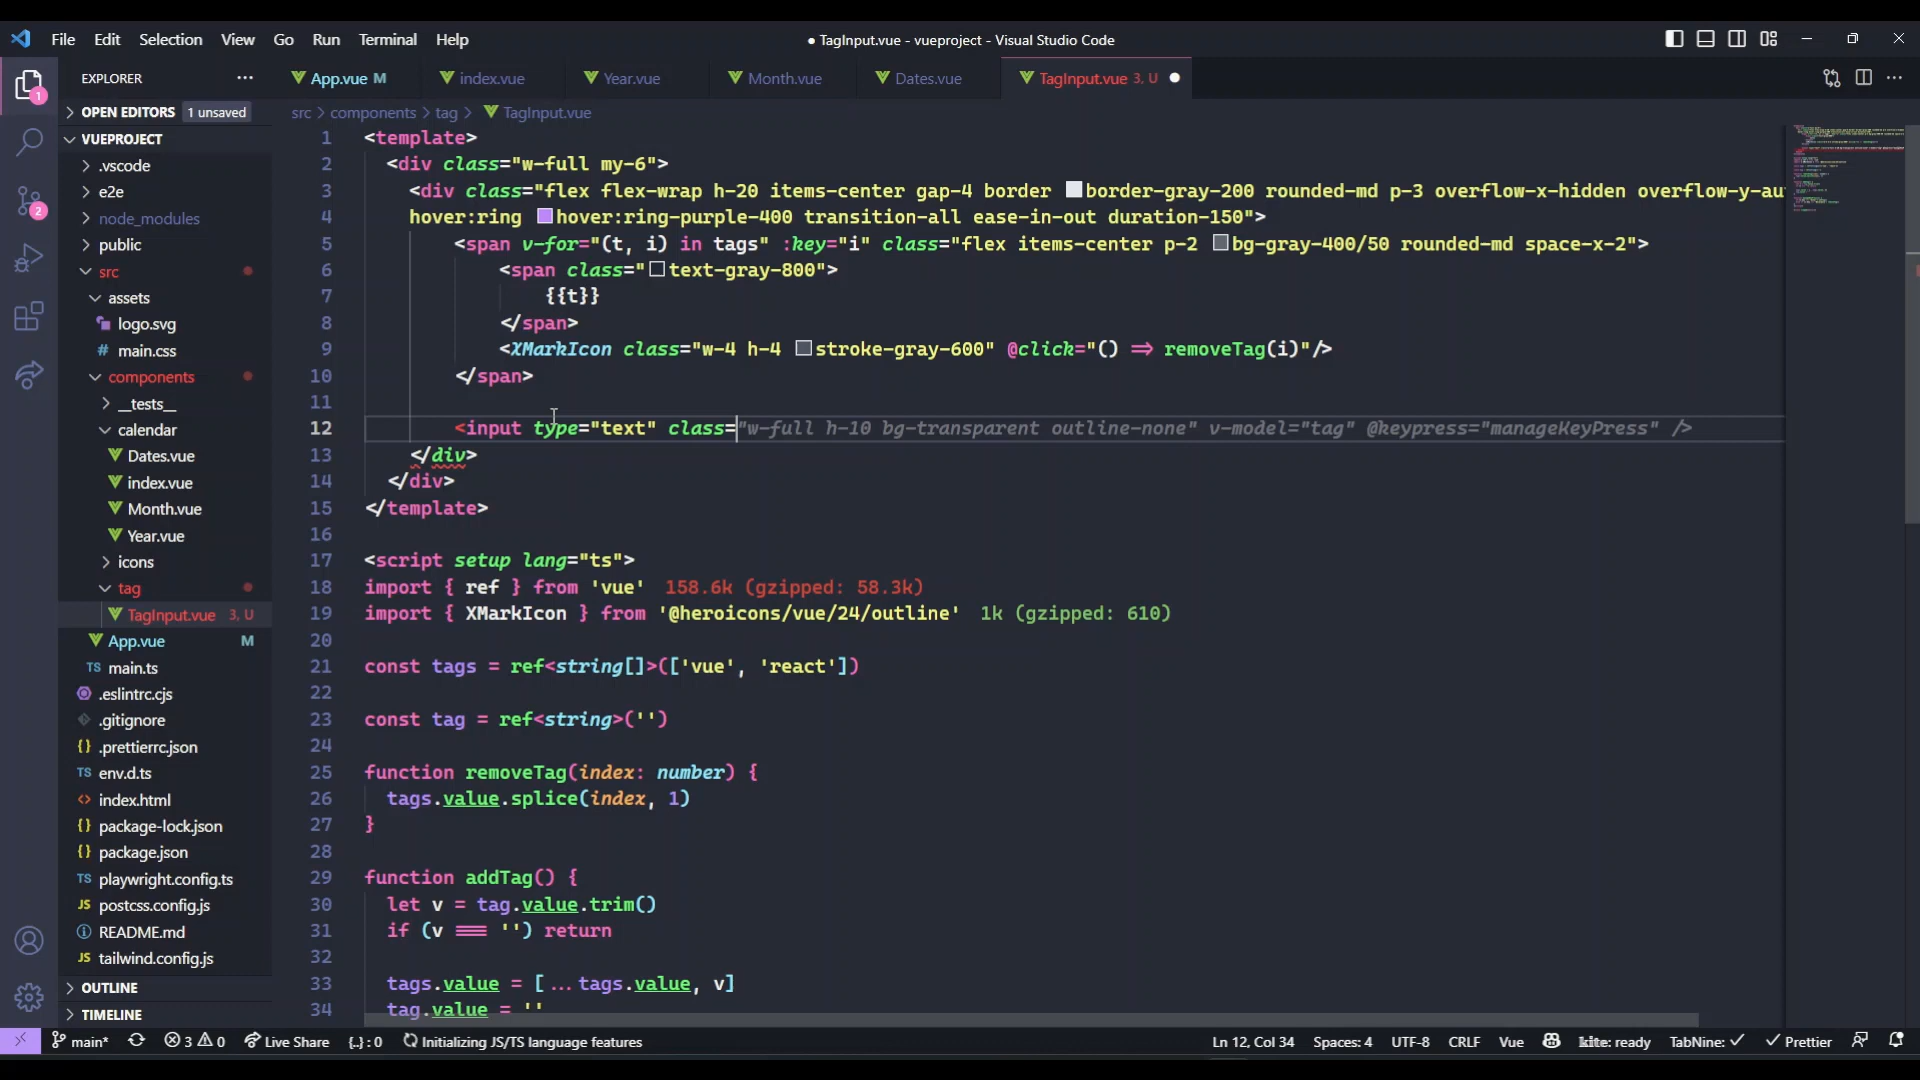 File Edit Selection View Go Run Terminal Help
● TagInput.vue - vueproject - Visual Studio Code
EXPLORER
App.vue M index.vue Year.vue Month.vue Dates.vue TagInput.vue 3, U
1
OPEN EDITORS 1 unsaved
src > components > tag > TagInput.vue
VUEPROJECT
.vscode
e2e
node_modules
public
src
assets
logo.svg
# main.css
components
__tests__
calendar
Dates.vue
index.vue
Month.vue
Year.vue
icons
tag
TagInput.vue 3, U
App.vue M
TS main.ts
.eslintrc.cjs
.gitignore
{} .prettierrc.json
TS env.d.ts
<> index.html
{} package-lock.json
{} package.json
TS playwright.config.ts
JS postcss.config.js
README.md
JS tailwind.config.js
OUTLINE
TIMELINE
2
1 <template>
2 <div class="w-full my-6">
3 <div class="flex flex-wrap h-20 items-center gap-4 border border-gray-200 rounded-md p-3 overflow-x-hidden overflow-y-au
4 hover:ring hover:ring-purple-400 transition-all ease-in-out duration-150">
5 <span v-for="(t, i) in tags" :key="i" class="flex items-center p-2 bg-gray-400/50 rounded-md space-x-2">
6 <span class="text-gray-800">
7 {{t}}
8 </span>
9 <XMarkIcon class="w-4 h-4 stroke-gray-600" @click="() => removeTag(i)"/>
10 </span>
11
12 <input type="text" class="w-full h-10 bg-transparent outline-none" v-model="tag" @keypress="manageKeyPress" />
13 </div>
14 </div>
15 </template>
16
17 <script setup lang="ts">
18 import { ref } from 'vue' 158.6k (gzipped: 58.3k)
19 import { XMarkIcon } from '@heroicons/vue/24/outline' 1k (gzipped: 610)
20
21 const tags = ref<string[]>(['vue', 'react'])
22
23 const tag = ref<string>('')
24
25 function removeTag(index: number) {
26 tags.value.splice(index, 1)
27 }
28
29 function addTag() {
30 let v = tag.value.trim()
31 if (v === '') return
32
33 tags.value = [...tags.value, v]
34 tag.value = ''
main* 3 0 Live Share {..} : 0 Initializing JS/TS language features Ln 12, Col 34 Spaces: 4 UTF-8 CRLF Vue kite: ready TabNine: ✓ ✓ Prettier